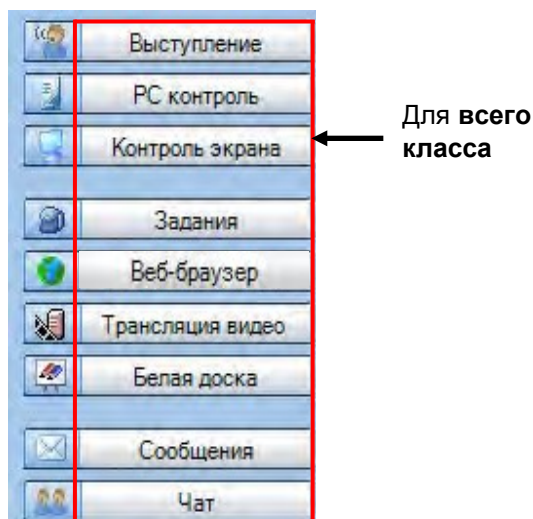 Выступление
PC контроль
Контроль экрана
Для всего
класса
Задания
Веб-браузер
Трансляция видео
Белая доска
Сообщения
Чат